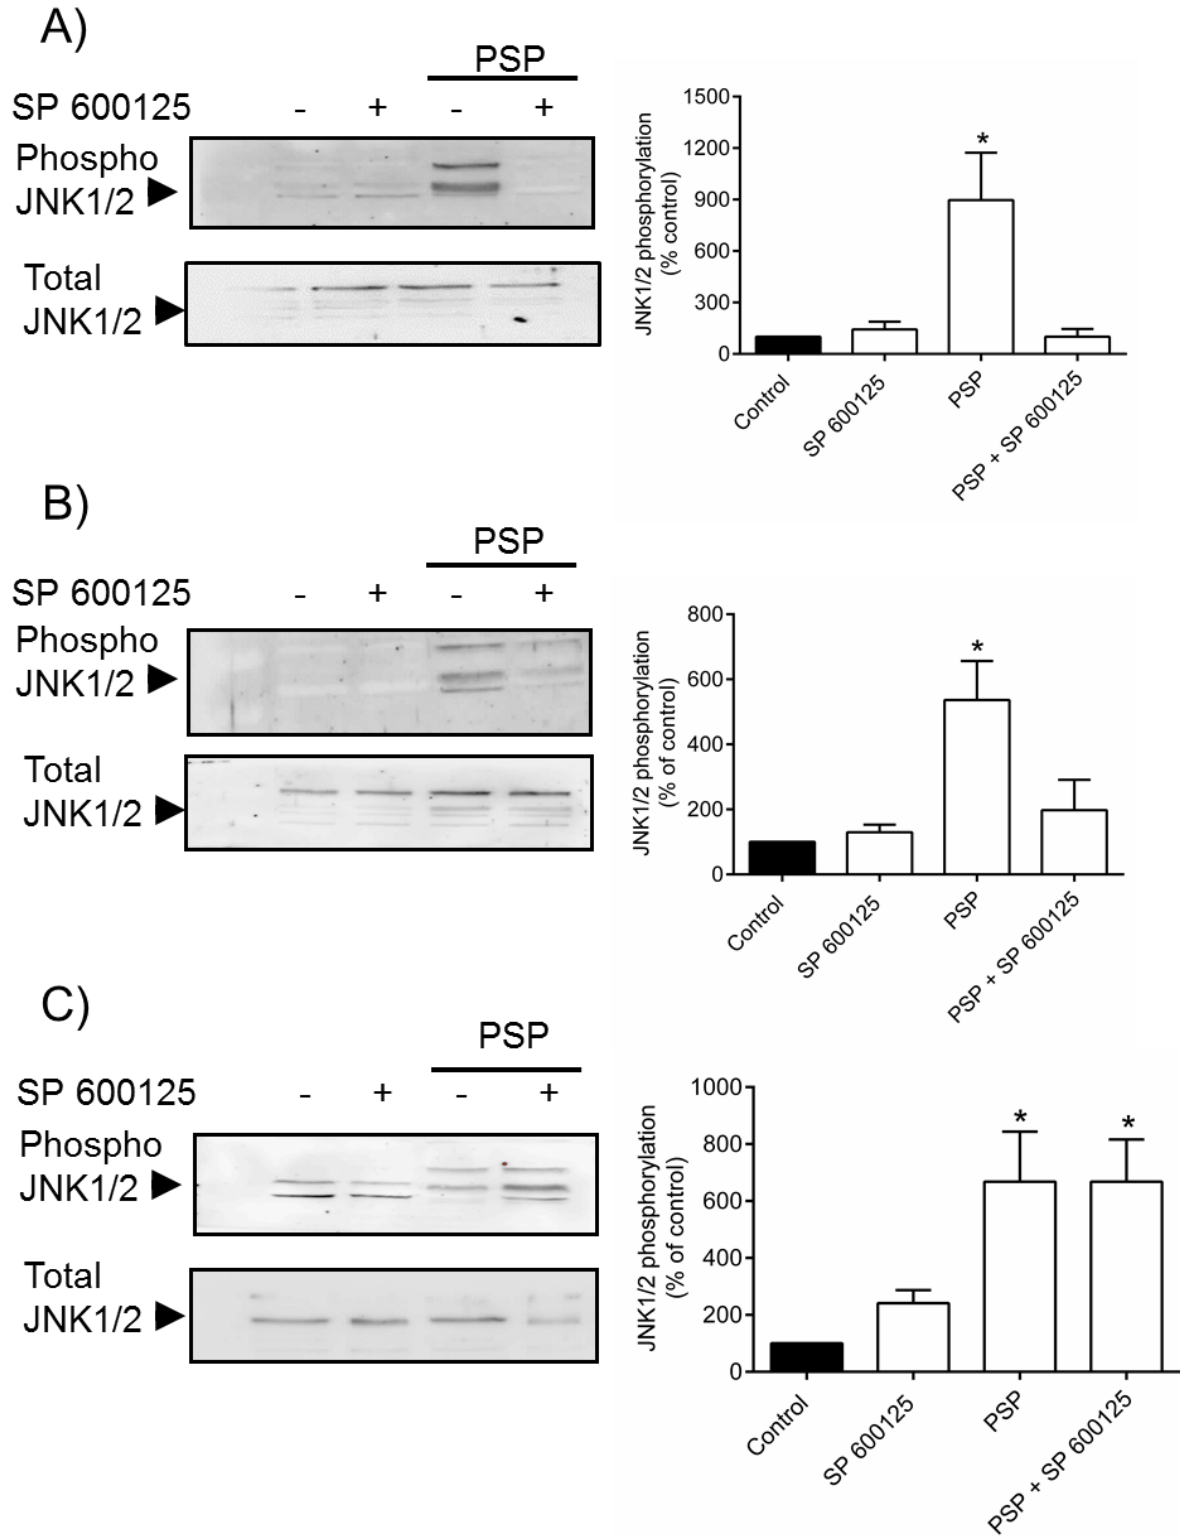 A)
PSP
SP 600125 - + - +
Phospho
JNK1/2
Total
JNK1/2
JNK1/2 phosphorylation
(% control)
1500
1200
900
600
300
0
*
Control
SP 600125
PSP
PSP + SP 600125
B)
PSP
SP 600125 - + - +
Phospho
JNK1/2
Total
JNK1/2
JNK1/2 phosphorylation
(% of control)
800
600
400
200
0
*
Control
SP 600125
PSP
PSP + SP 600125
C)
PSP
SP 600125 - + - +
Phospho
JNK1/2
Total
JNK1/2
JNK1/2 phosphorylation
(% of control)
1000
800
600
400
200
0
* *
Control
SP 600125
PSP
PSP + SP 600125